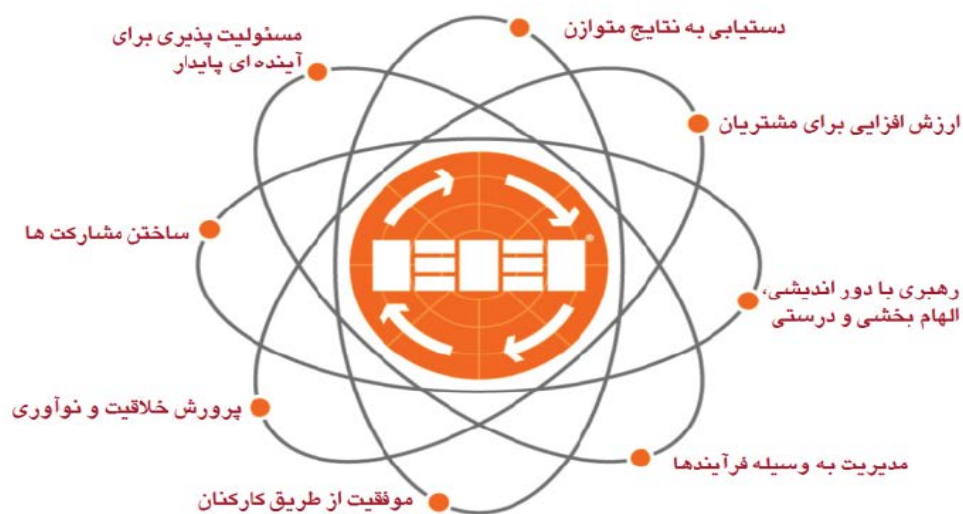 دستیابی به نتایج متوازن
مسئولیت پذیری برای
آینده ای پایدار
ارزش افزایی برای مشتریان
ساختن مشارکت ها
رهبری با دور اندیشی،
الهام بخشی و درستی
پرورش خلاقیت و نوآوری
مدیریت به وسیله فرآیندها
موفقیت از طریق کارکنان
®